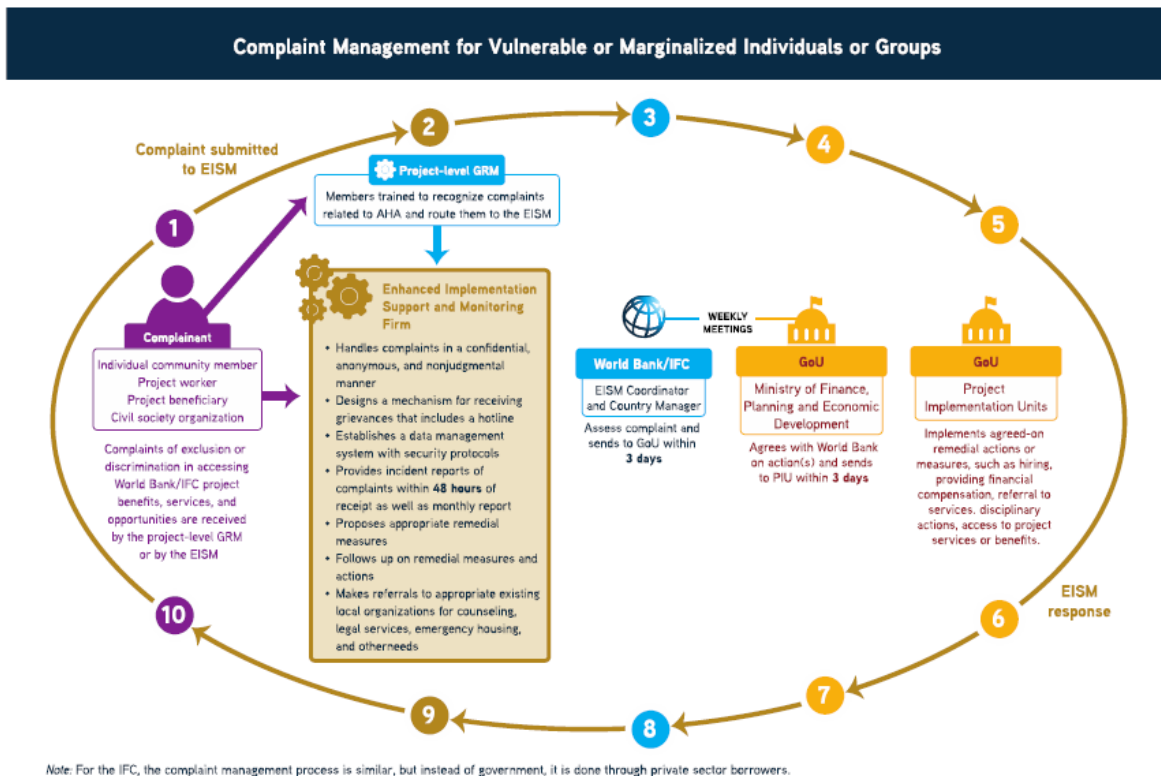 Complaint Management for Vulnerable or Marginalized Individuals or Groups
Complaint submitted
to EISM
1
2
3
4
5
Project-level GRM
Members trained to recognize complaints
related to AHA and route them to the EISM
Complainant
Individual community member
Project worker
Project beneficiary
Civil society organization
Complaints of exclusion or
discrimination in accessing
World Bank/IFC project
benefits, services, and
opportunities are received
by the project-level GRM
or by the EISM
Enhanced Implementation
Support and Monitoring
Firm
• Handles complaints in a confidential,
anonymous, and nonjudgmental
manner
• Designs a mechanism for receiving
grievances that includes a hotline
• Establishes a data management
system with security protocols
• Provides incident reports of
complaints within 48 hours of
receipt as well as monthly report
• Proposes appropriate remedial
measures
• Follows up on remedial measures and
actions
• Makes referrals to appropriate existing
local organizations for counseling,
legal services, emergency housing,
and otherneeds
WEEKLY
MEETINGS
World Bank/IFC
EISM Coordinator
and Country Manager
Assess complaint and
sends to GoU within
3 days
GoU
Ministry of Finance,
Planning and Economic
Development
Agrees with World Bank
on action(s) and sends
to PIU within 3 days
GoU
Project
Implementation Units
Implements agreed-on
remedial actions or
measures, such as hiring,
providing financial
compensation, referral to
services. disciplinary
actions, access to project
services or benefits.
EISM
response
6
7
8
9
10
Note: For the IFC, the complaint management process is similar, but instead of government, it is done through private sector borrowers.